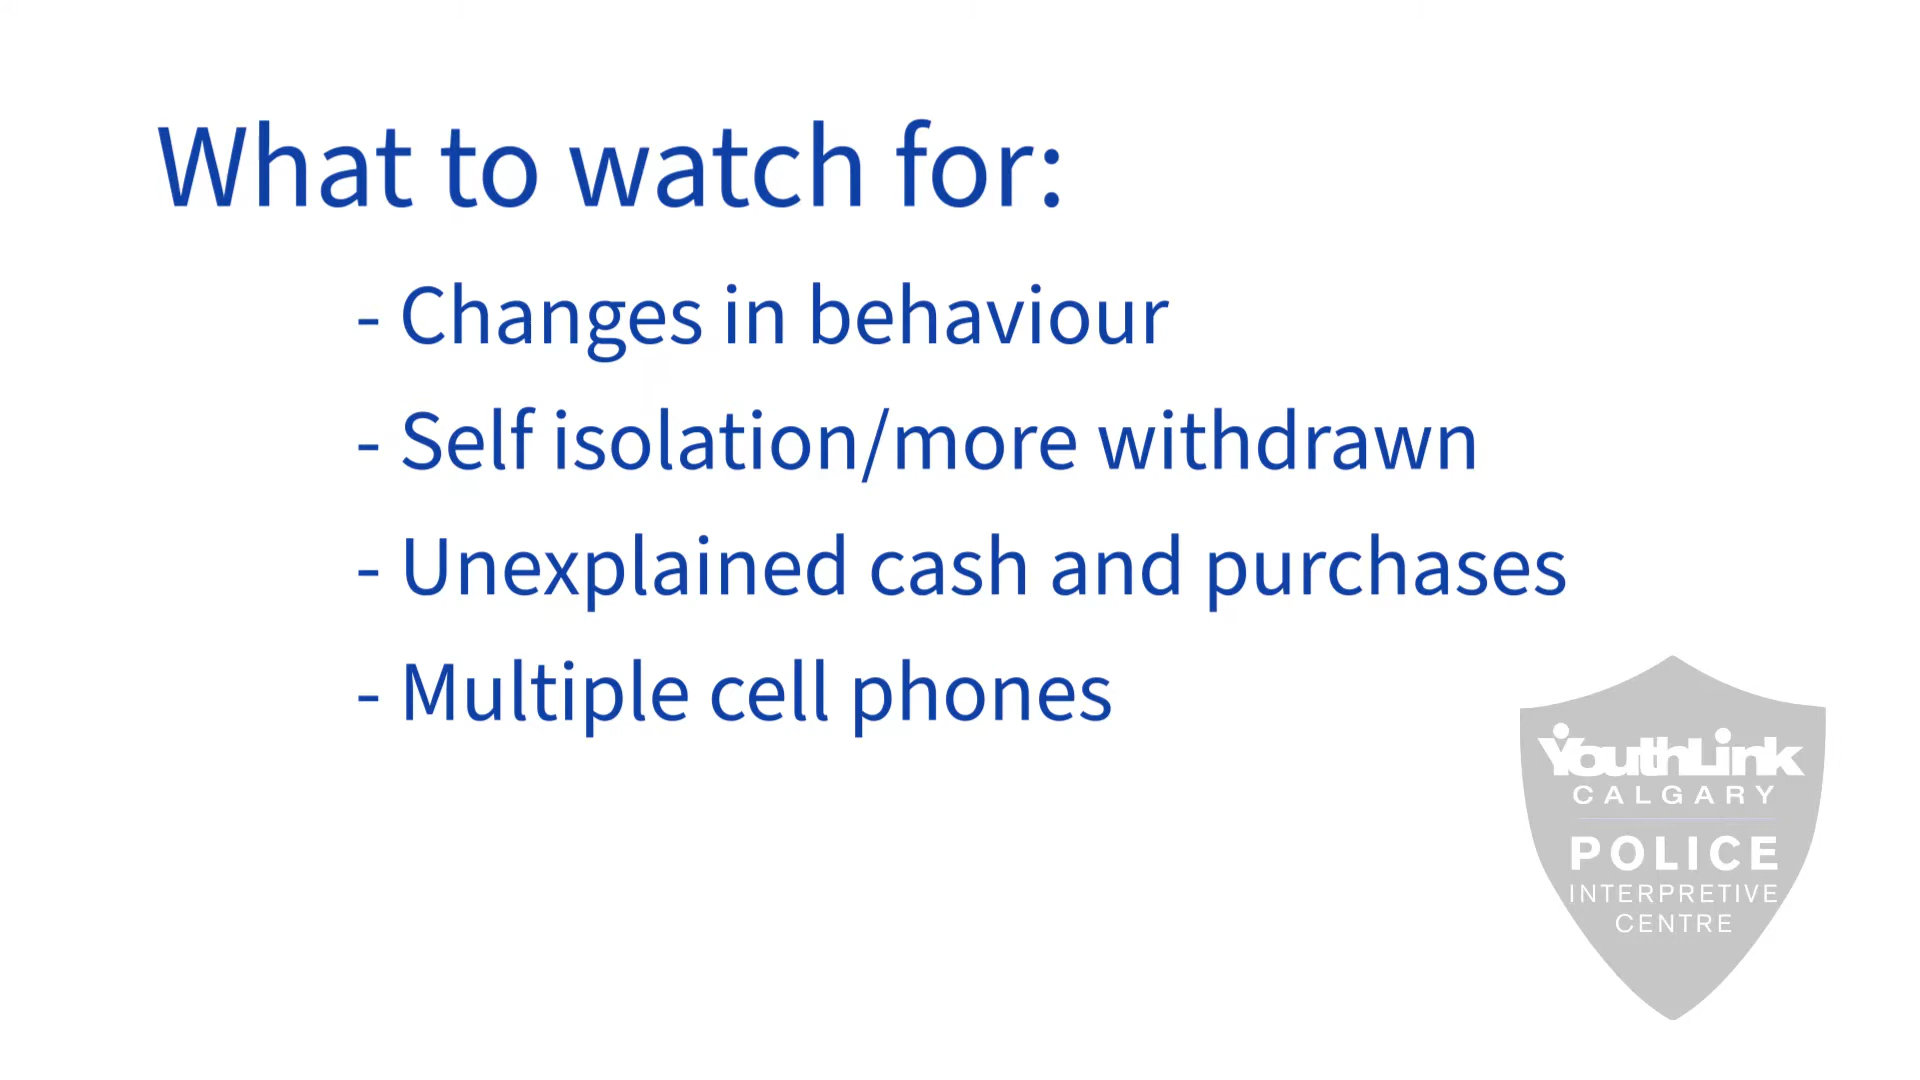 What to watch for:
- Changes in behaviour
- Self isolation/more withdrawn
- Unexplained cash and purchases
- Multiple cell phones
YouthLink
CALGARY
POLICE
INTERPRETIVE
CENTRE